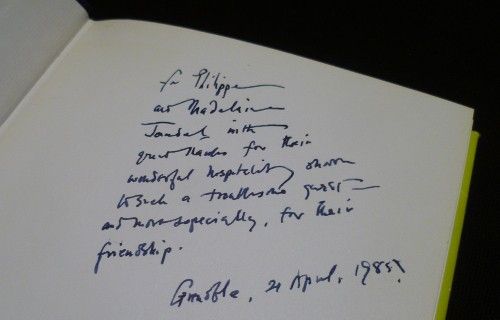 for Philippe
and Madeleine
with
great thanks for their
wonderful hospitality shown
to such a troublesome guest —
and more especially, for their
friendship.
Grenoble, 21 April, 1985